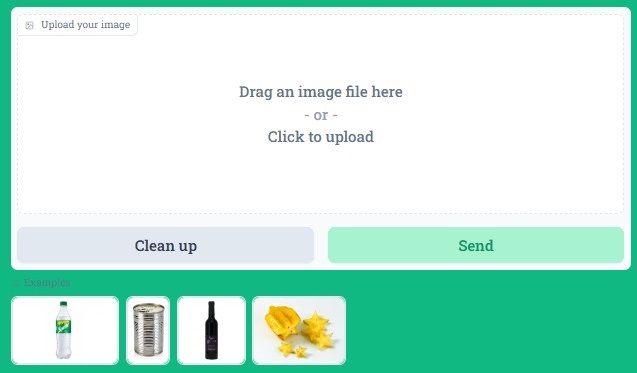 Upload your image
Drag an image file here
- or -
Click to upload
Clean up
Send
Examples